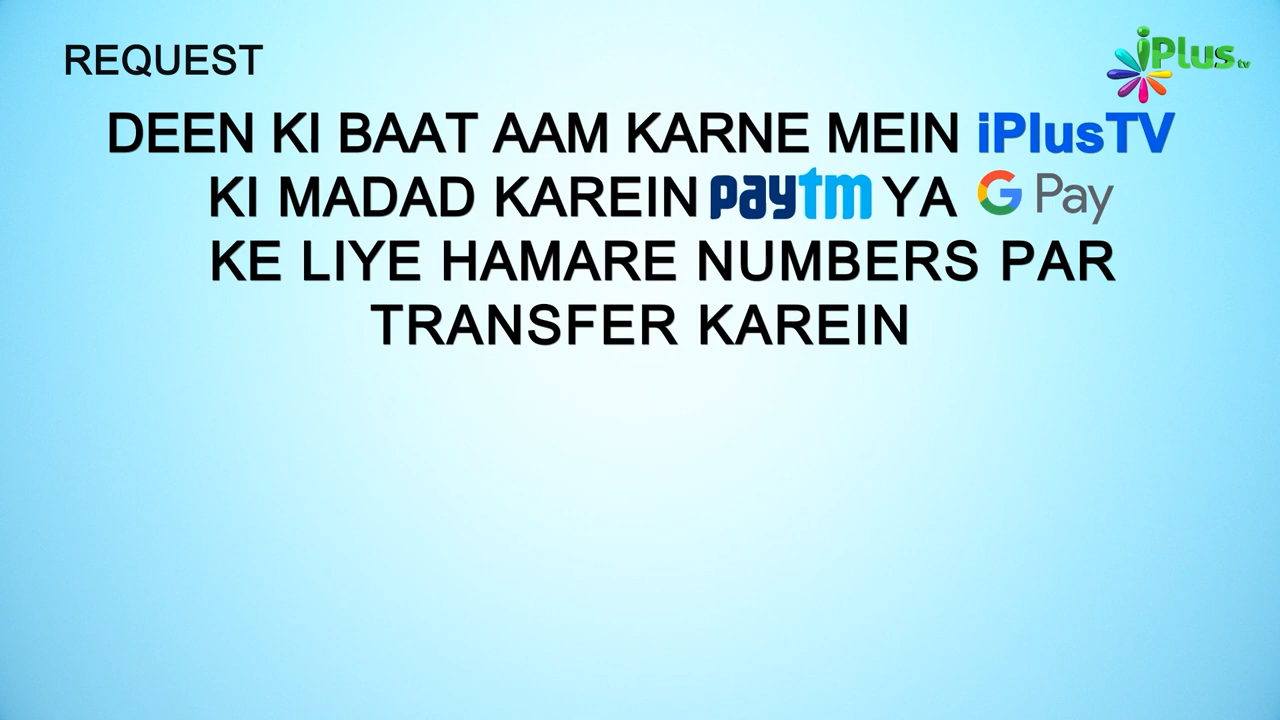 REQUEST
iPlus tv
DEEN KI BAAT AAM KARNE MEIN iPlusTV
KI MADAD KAREIN paytm YA G Pay
KE LIYE HAMARE NUMBERS PAR
TRANSFER KAREIN